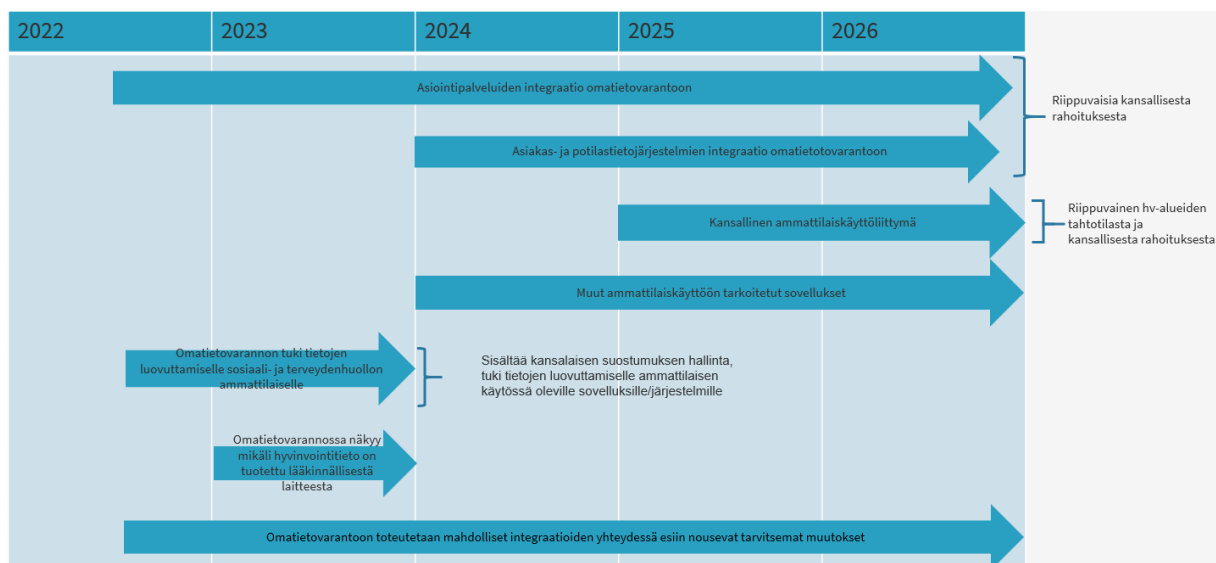 2022
2023
2024
2025
2026
Asiointipalveluiden integraatio omatietovarantoon
Riippuvaisia kansallisesta
rahoituksesta
Asiakas- ja potilastietojärjestelmien integraatio omatietotovarantoon
Kansallinen ammattilaiskäyttöliittymä
Riippuvainen hv-alueiden
tahtotilasta ja
kansallisesta rahoituksesta
Muut ammattilaiskäyttöön tarkoitetut sovellukset
Omatietovarannon tuki tietojen
luovuttamiselle sosiaali- ja terveydenhuollon
ammattilaiselle
Sisältää kansalaisen suostumuksen hallinta,
tuki tietojen luovuttamiselle ammattilaisen
käytössä oleville sovelluksille/järjestelmille
Omatietovarannossa näkyy
mikäli hyvinvointitieto on
tuotettu lääkinnällisestä
laitteesta
Omatietovarantoon toteutetaan mahdolliset integraatioiden yhteydessä esiin nousevat tarvitsemat muutokset